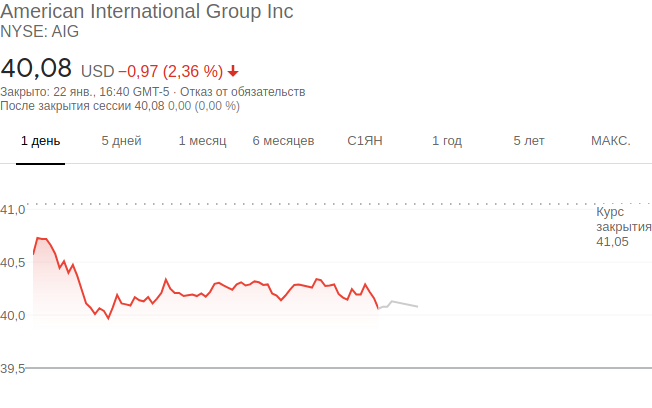 American International Group Inc
NYSE: AIG
40,08 USD −0,97 (2,36 %)
Закрыто: 22 янв., 16:40 GMT-5 · Отказ от обязательств
После закрытия сессии 40,08 0,00 (0,00 %)
1 день 5 дней 1 месяц 6 месяцев С1ЯН 1 год 5 лет МАКС.
41,0
Курс
закрытия
41,05
40,5
40,0
39,5